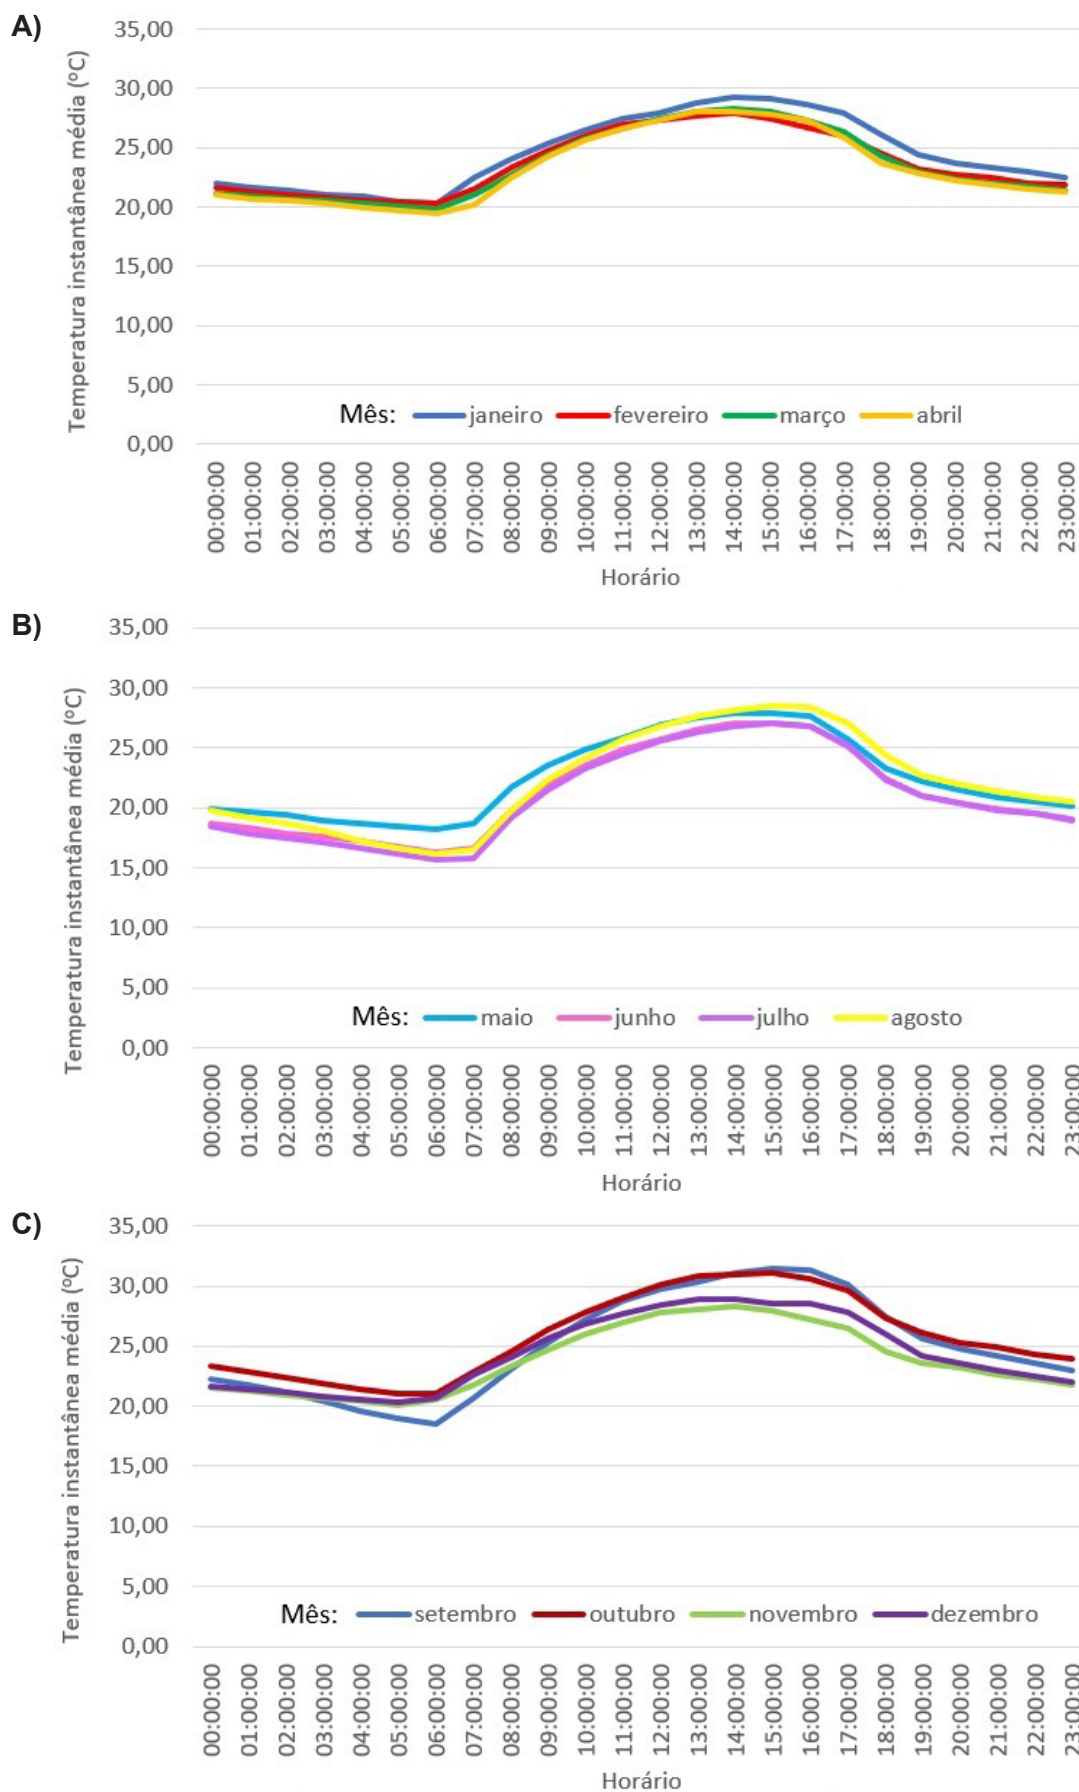 A)
Temperatura instantânea média (ºC)
35,00
30,00
25,00
20,00
15,00
10,00
5,00
0,00
Mês: janeiro fevereiro março abril
00:00:00 01:00:00 02:00:00 03:00:00 04:00:00 05:00:00 06:00:00 07:00:00 08:00:00 09:00:00 10:00:00 11:00:00 12:00:00 13:00:00 14:00:00 15:00:00 16:00:00 17:00:00 18:00:00 19:00:00 20:00:00 21:00:00 22:00:00 23:00:00
Horário
B)
Temperatura instantânea média (ºC)
35,00
30,00
25,00
20,00
15,00
10,00
5,00
0,00
Mês: maio junho julho agosto
00:00:00 01:00:00 02:00:00 03:00:00 04:00:00 05:00:00 06:00:00 07:00:00 08:00:00 09:00:00 10:00:00 11:00:00 12:00:00 13:00:00 14:00:00 15:00:00 16:00:00 17:00:00 18:00:00 19:00:00 20:00:00 21:00:00 22:00:00 23:00:00
Horário
C)
Temperatura instantânea média (ºC)
35,00
30,00
25,00
20,00
15,00
10,00
5,00
0,00
Mês: setembro outubro novembro dezembro
00:00:00 01:00:00 02:00:00 03:00:00 04:00:00 05:00:00 06:00:00 07:00:00 08:00:00 09:00:00 10:00:00 11:00:00 12:00:00 13:00:00 14:00:00 15:00:00 16:00:00 17:00:00 18:00:00 19:00:00 20:00:00 21:00:00 22:00:00 23:00:00
Horário